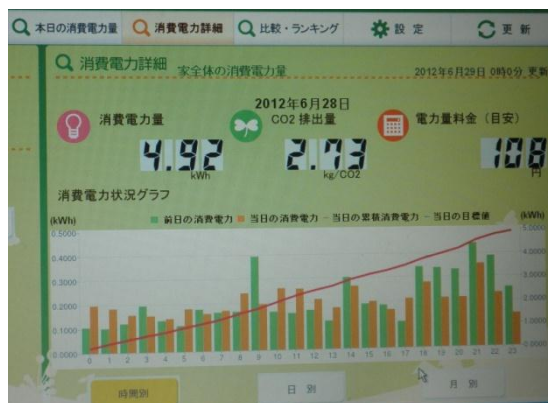 本日の消費電力量 消費電力詳細 比較・ランキング 設 定 更 新
消費電力詳細 家全体の消費電力量 2012年6月29日 0時0分 更新
2012年6月28日
消費電力量 CO2 排出量 電力量料金（目安）
4.92 2.73 108
kWh kg/CO2 円
消費電力状況グラフ
(kWh) 前日の消費電力 当日の消費電力 - 当日の累積消費電力 - 当日の目標値 (kWh)
0.5000 5.0000
0.4000 4.0000
0.3000 3.0000
0.2000 2.0000
0.1000 1.0000
0.0000 0.0000
0 1 2 3 4 5 6 7 8 9 10 11 12 13 14 15 16 17 18 19 20 21 22 23
時間別 日 別 月 別